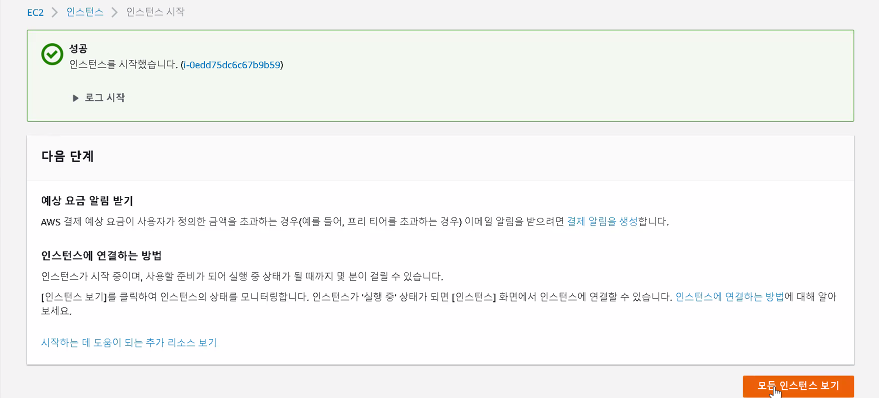 EC2 > 인스턴스 > 인스턴스 시작
성공
인스턴스를 시작했습니다. (i-0edd75dc6c67b9b59)
▶ 로그 시작
다음 단계
예상 요금 알림 받기
AWS 결제 예상 요금이 사용자가 정의한 금액을 초과하는 경우(예를 들어, 프리 티어를 초과하는 경우) 이메일 알림을 받으려면 결제 알림을 생성합니다.
인스턴스에 연결하는 방법
인스턴스가 시작 중이며, 사용할 준비가 되어 실행 중 상태가 될 때까지 몇 분이 걸릴 수 있습니다.
[인스턴스 보기]를 클릭하여 인스턴스의 상태를 모니터링합니다. 인스턴스가 '실행 중' 상태가 되면 [인스턴스] 화면에서 인스턴스에 연결할 수 있습니다. 인스턴스에 연결하는 방법에 대해 알아
보세요.
시작하는 데 도움이 되는 추가 리소스 보기
모든 인스턴스 보기